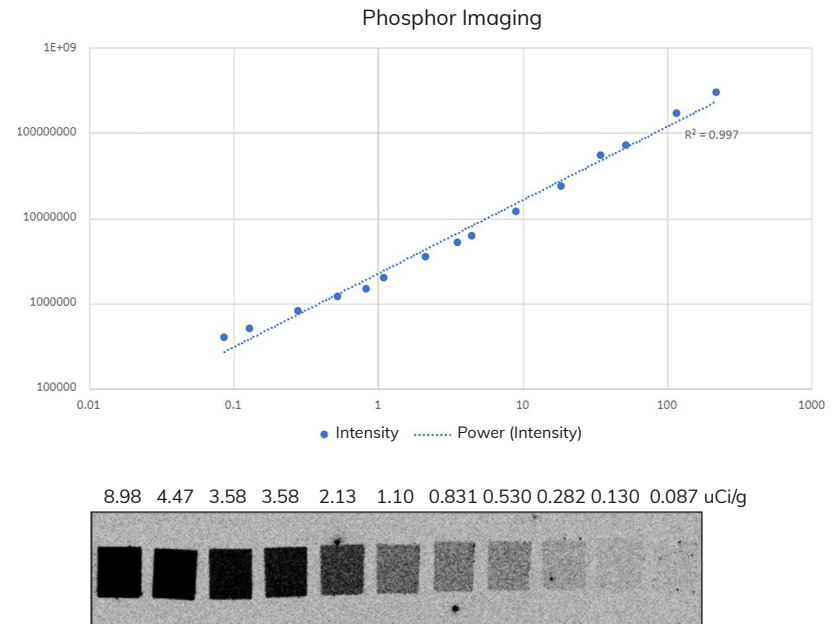 Phosphor Imaging
1E+09
100000000
10000000
1000000
100000
R² = 0.997
0.01 0.1 1 10 100 1000
Intensity Power (Intensity)
8.98 4.47 3.58 3.58 2.13 1.10 0.831 0.530 0.282 0.130 0.087 uCi/g